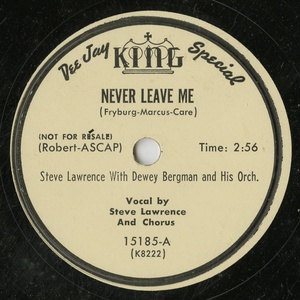 Dee Jay KING Special
NEVER LEAVE ME
(Fryburg-Marcus-Care)
(NOT FOR RESALE)
(Robert-ASCAP) Time: 2:56
Steve Lawrence With Dewey Bergman and His Orch.
Vocal by
Steve Lawrence
And Chorus
15185-A
(K8222)